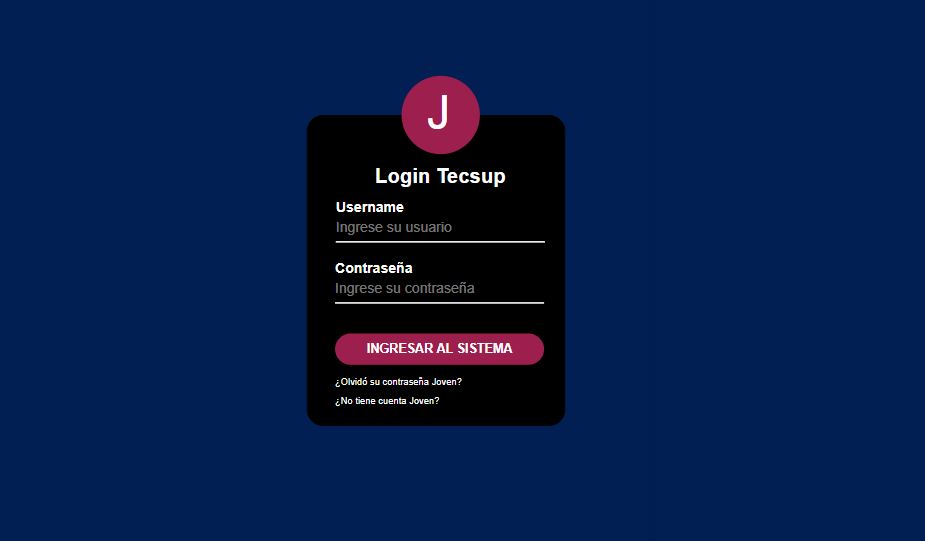 J
Login Tecsup
Username
Ingrese su usuario
Contraseña
Ingrese su contraseña
INGRESAR AL SISTEMA
¿Olvidó su contraseña Joven?
¿No tiene cuenta Joven?